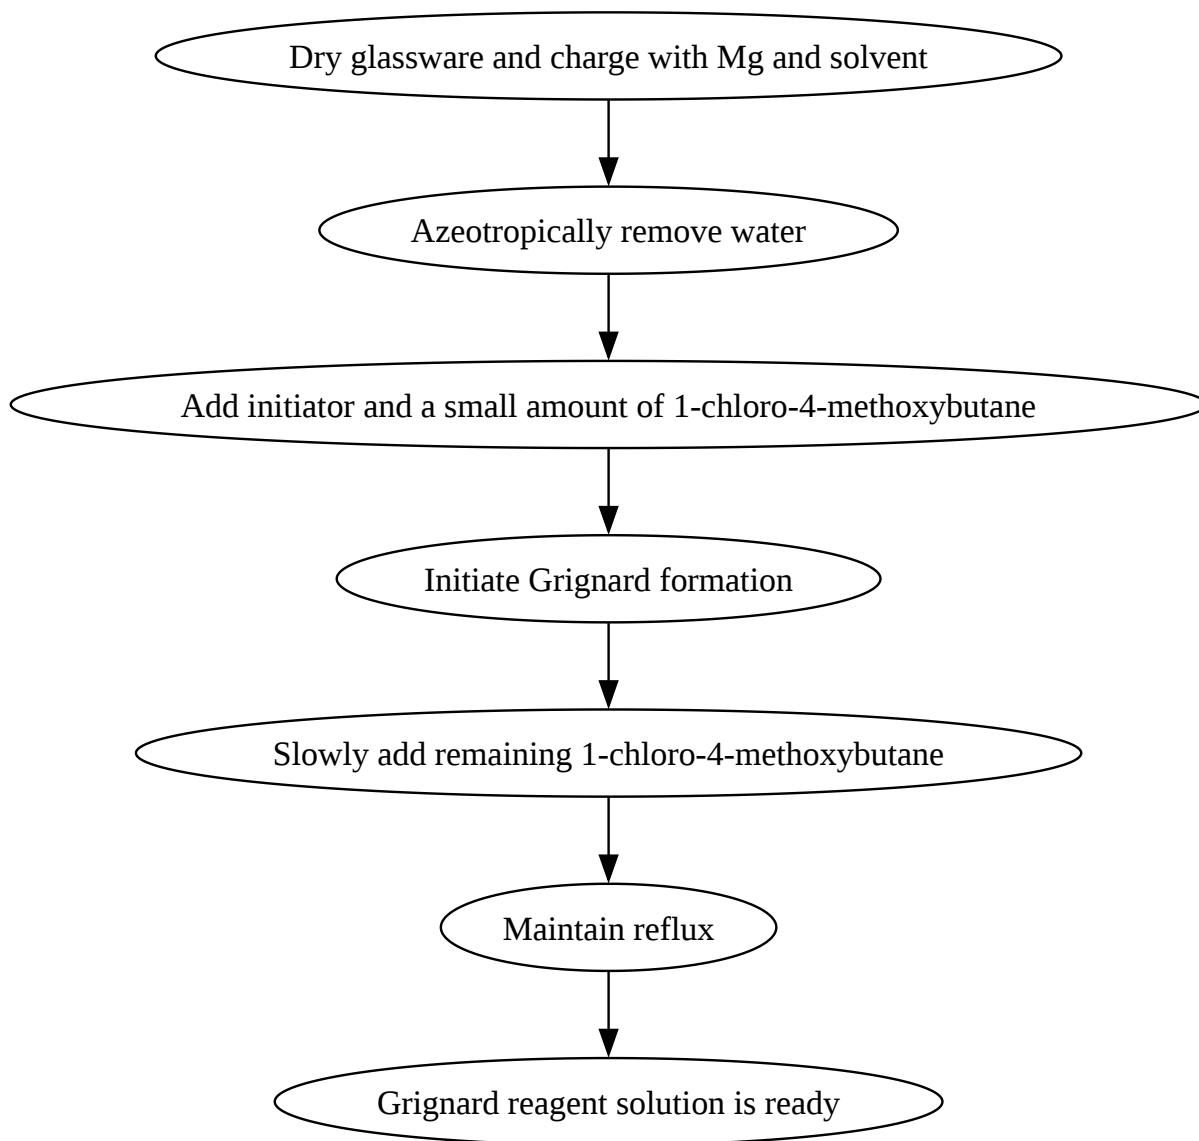 Dry glassware and charge with Mg and solvent
Azeotropically remove water
Add initiator and a small amount of 1-chloro-4-methoxybutane
Initiate Grignard formation
Slowly add remaining 1-chloro-4-methoxybutane
Maintain reflux
Grignard reagent solution is ready